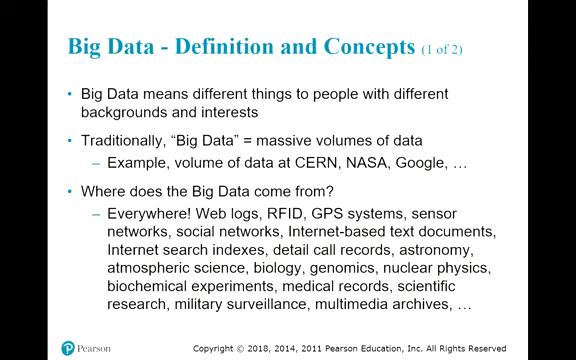 Big Data - Definition and Concepts (1 of 2)
• Big Data means different things to people with different
backgrounds and interests
• Traditionally, “Big Data” = massive volumes of data
– Example, volume of data at CERN, NASA, Google, …
• Where does the Big Data come from?
– Everywhere! Web logs, RFID, GPS systems, sensor
networks, social networks, Internet-based text documents,
Internet search indexes, detail call records, astronomy,
atmospheric science, biology, genomics, nuclear physics,
biochemical experiments, medical records, scientific
research, military surveillance, multimedia archives, …
P Pearson
Copyright © 2018, 2014, 2011 Pearson Education, Inc. All Rights Reserved